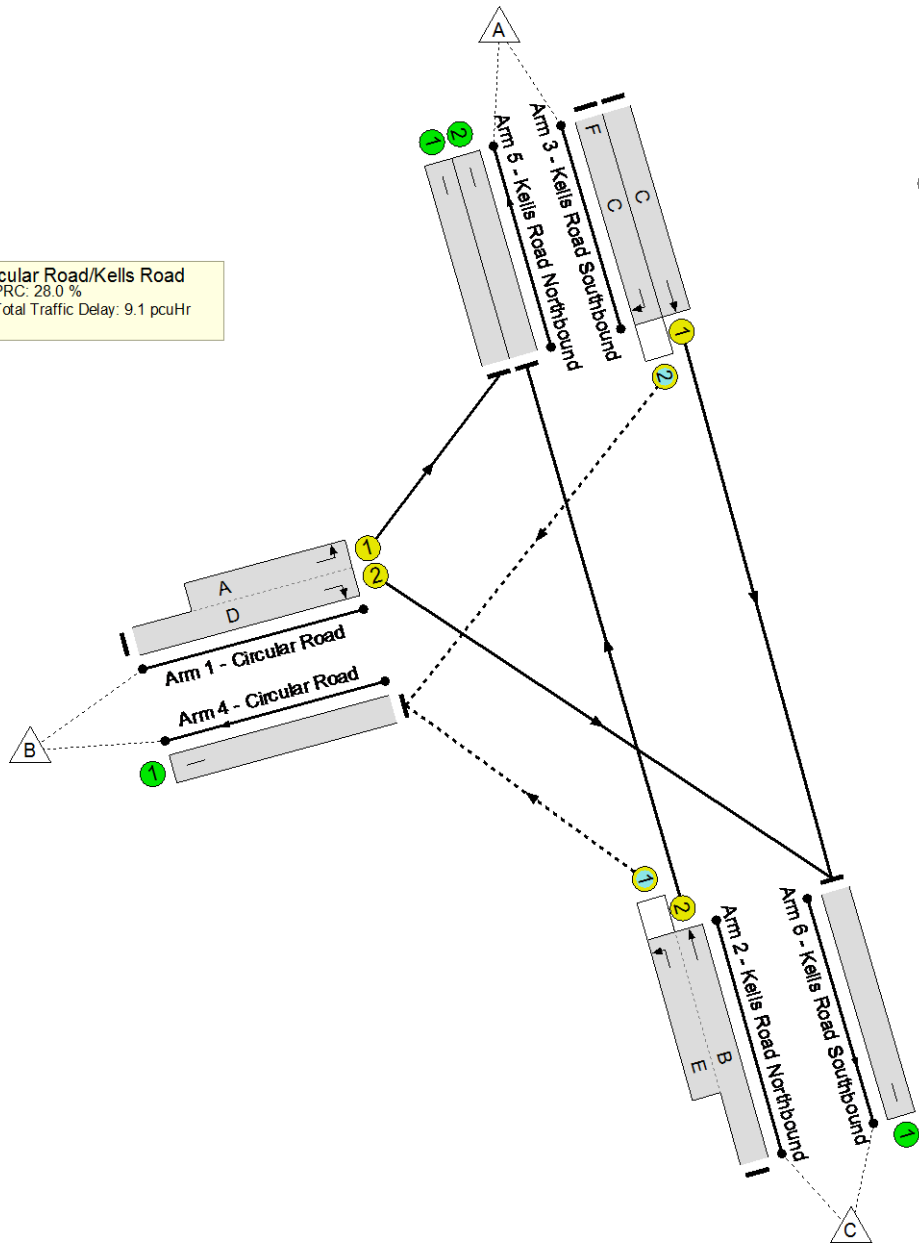 A
Arm 5 - Kells Road Northbound
Arm 3 - Kells Road Southbound
1
2
F
C
C
cular Road/Kells Road
PRC: 28.0 %
Total Traffic Delay: 9.1 pcuHr
1
2
1
2
A
D
Arm 1 - Circular Road
Arm 4 - Circular Road
B
1
1
2
Arm 2 - Kells Road Northbound
Arm 6 - Kells Road Southbound
B
E
1
C